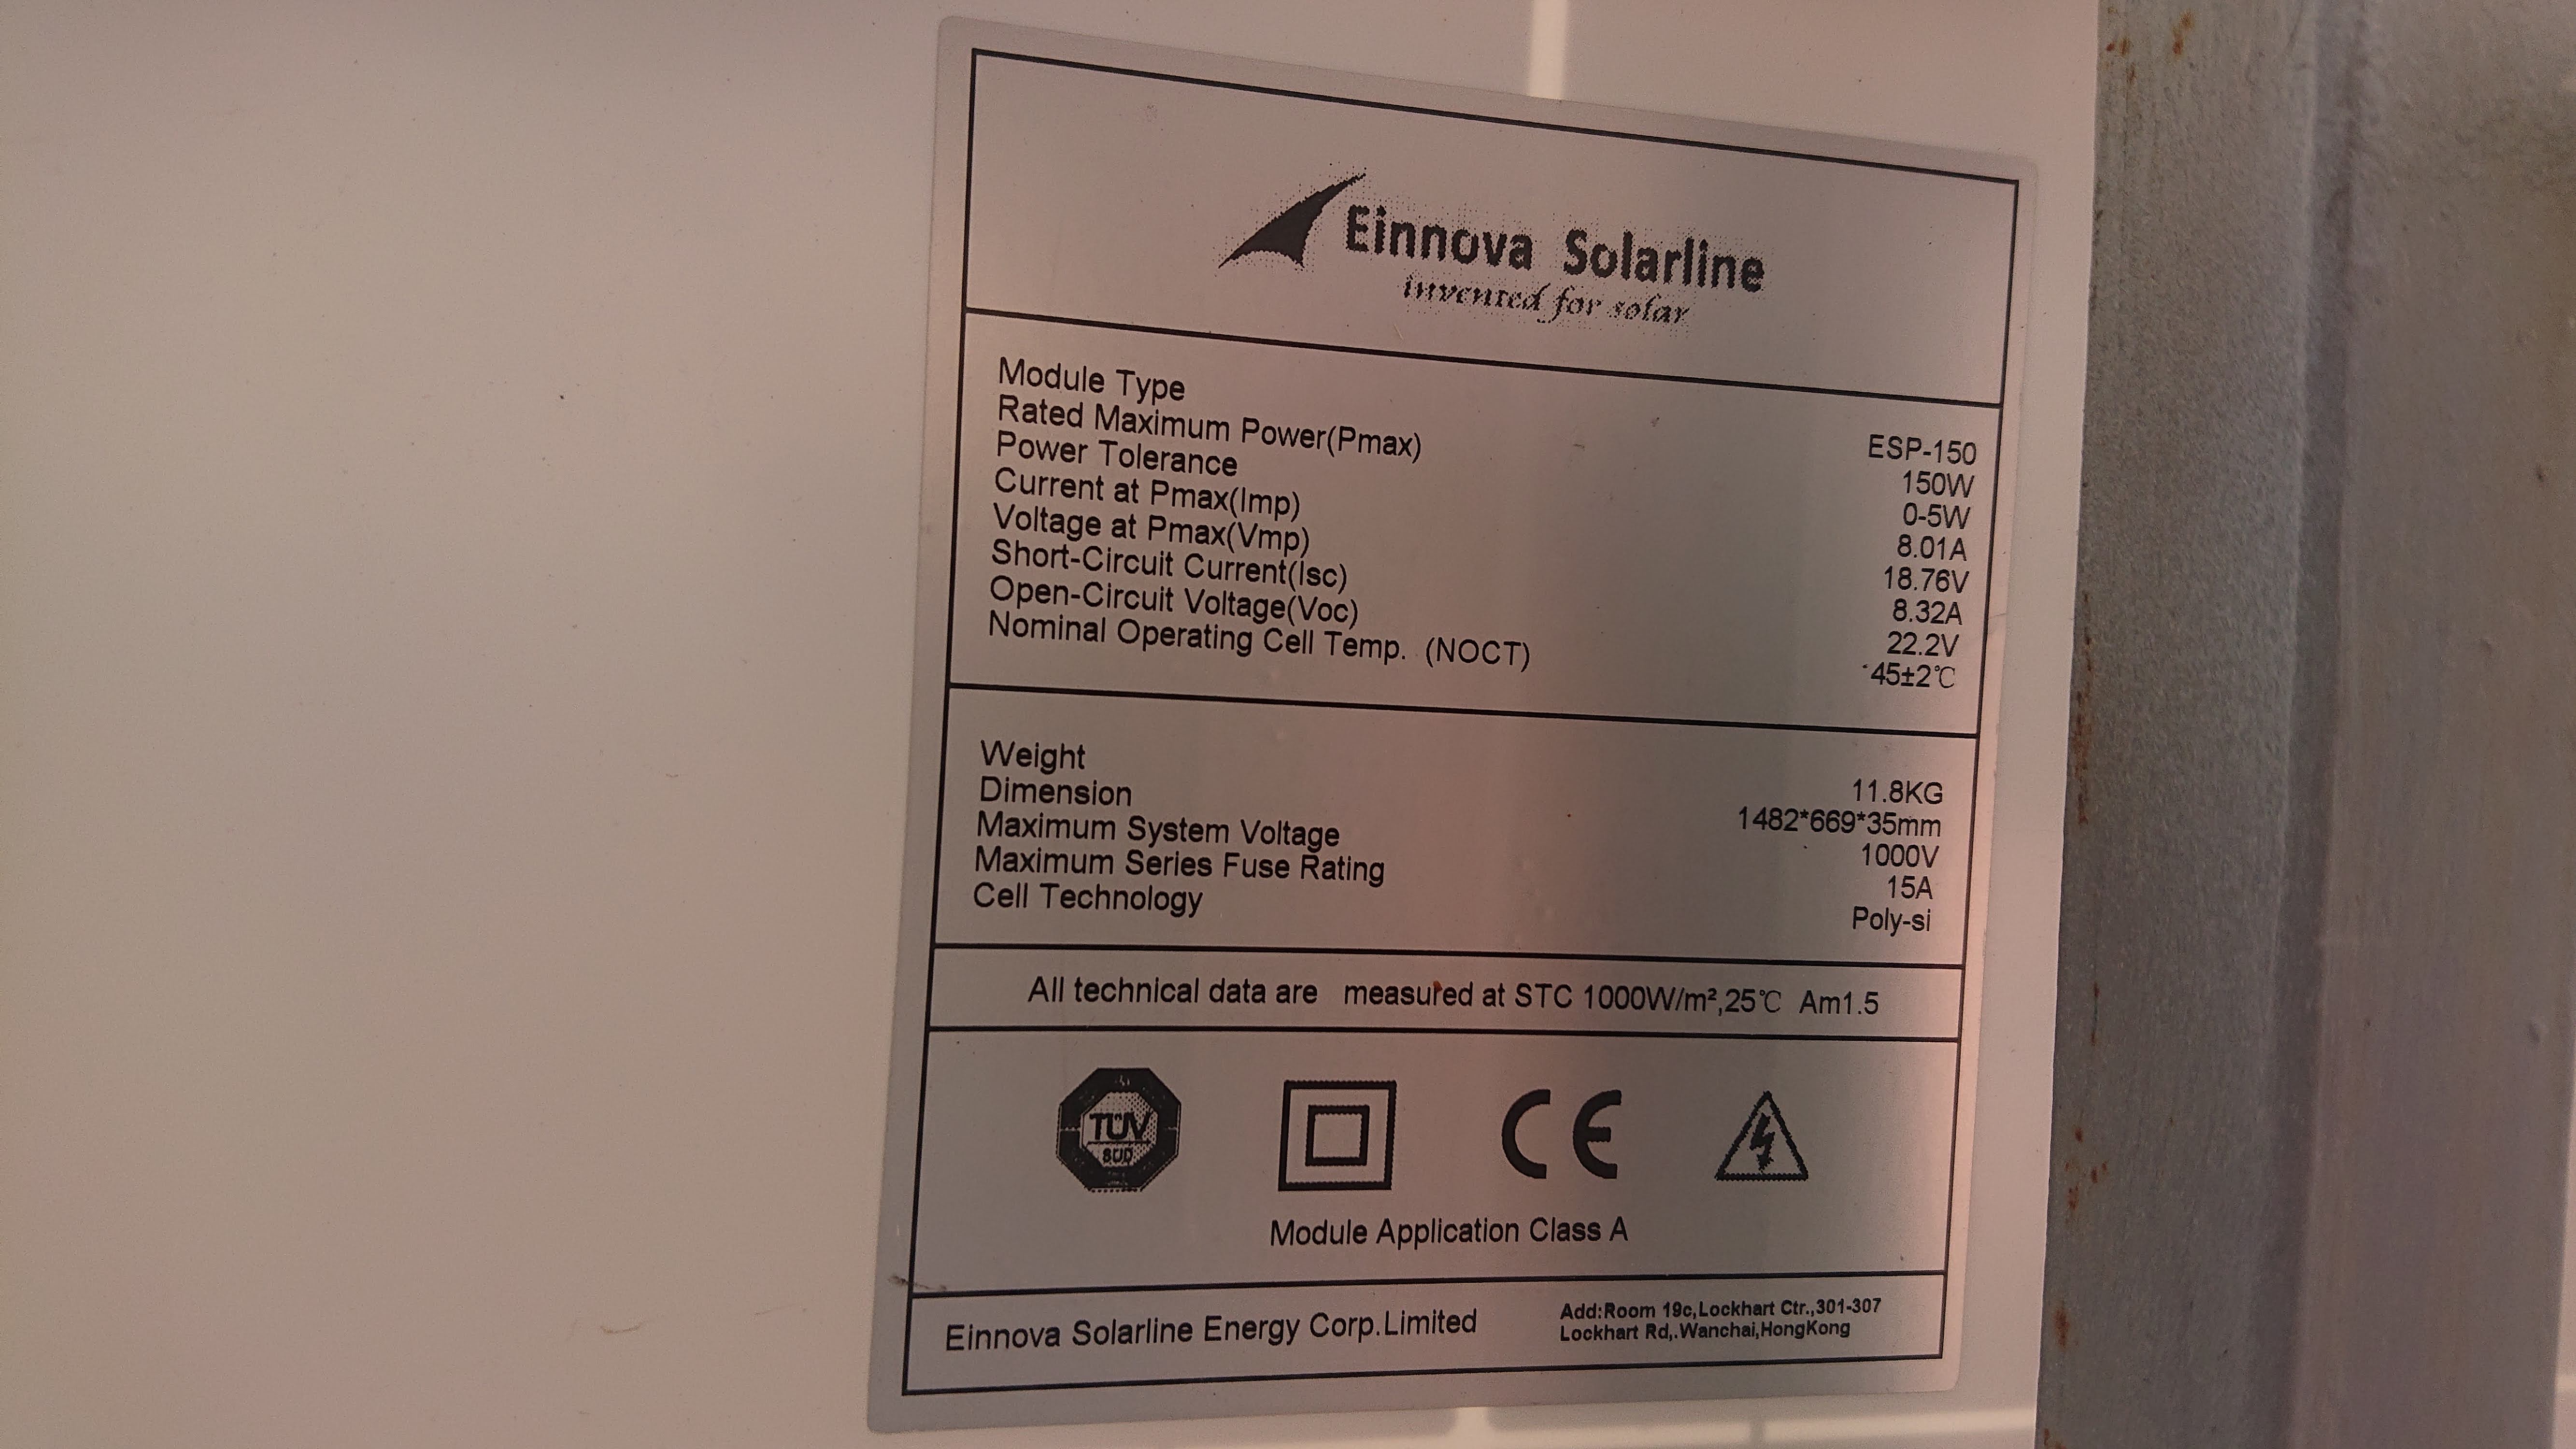 Einnova Solarline
invented for solar
Module Type ESP-150
Rated Maximum Power(Pmax) 150W
Power Tolerance 0-5W
Current at Pmax(Imp) 8.01A
Voltage at Pmax(Vmp) 18.76V
Short-Circuit Current(Isc) 8.32A
Open-Circuit Voltage(Voc) 22.2V
Nominal Operating Cell Temp. (NOCT) 45±2℃
Weight 11.8KG
Dimension 1482*669*35mm
Maximum System Voltage 1000V
Maximum Series Fuse Rating 15A
Cell Technology Poly-si
All technical data are measured at STC 1000W/m²,25℃ Am1.5
TÜV
SÜD
CE
Module Application Class A
Einnova Solarline Energy Corp.Limited
Add:Room 19c,Lockhart Ctr.,301-307
Lockhart Rd,.Wanchai,HongKong